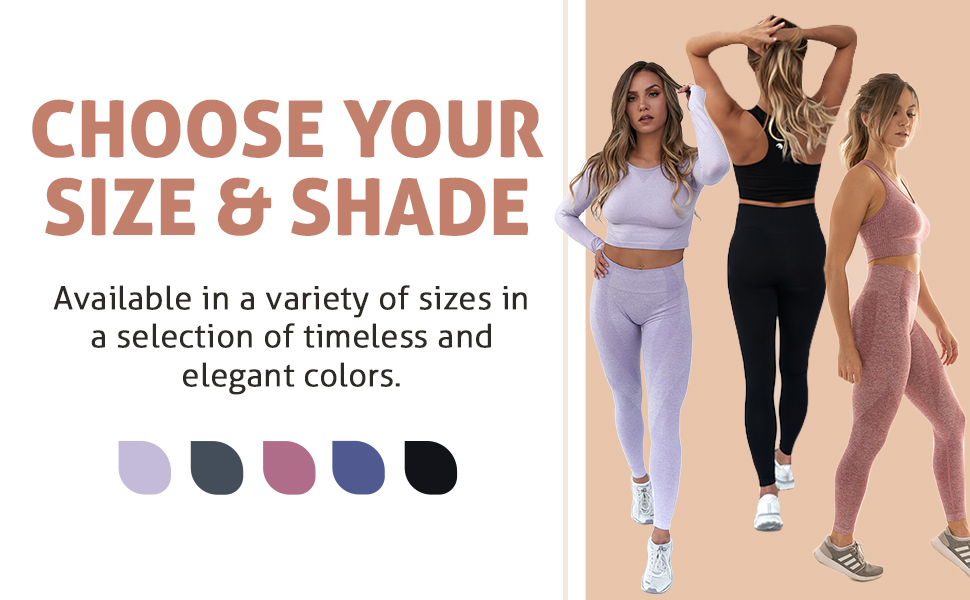 CHOOSE YOUR
SIZE & SHADE
Available in a variety of sizes in
a selection of timeless and
elegant colors.